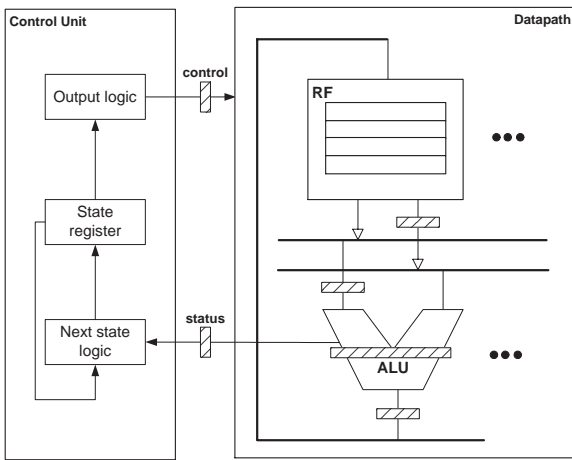 Control Unit
Datapath
control
Output logic
RF
State
register
status
Next state
logic
ALU